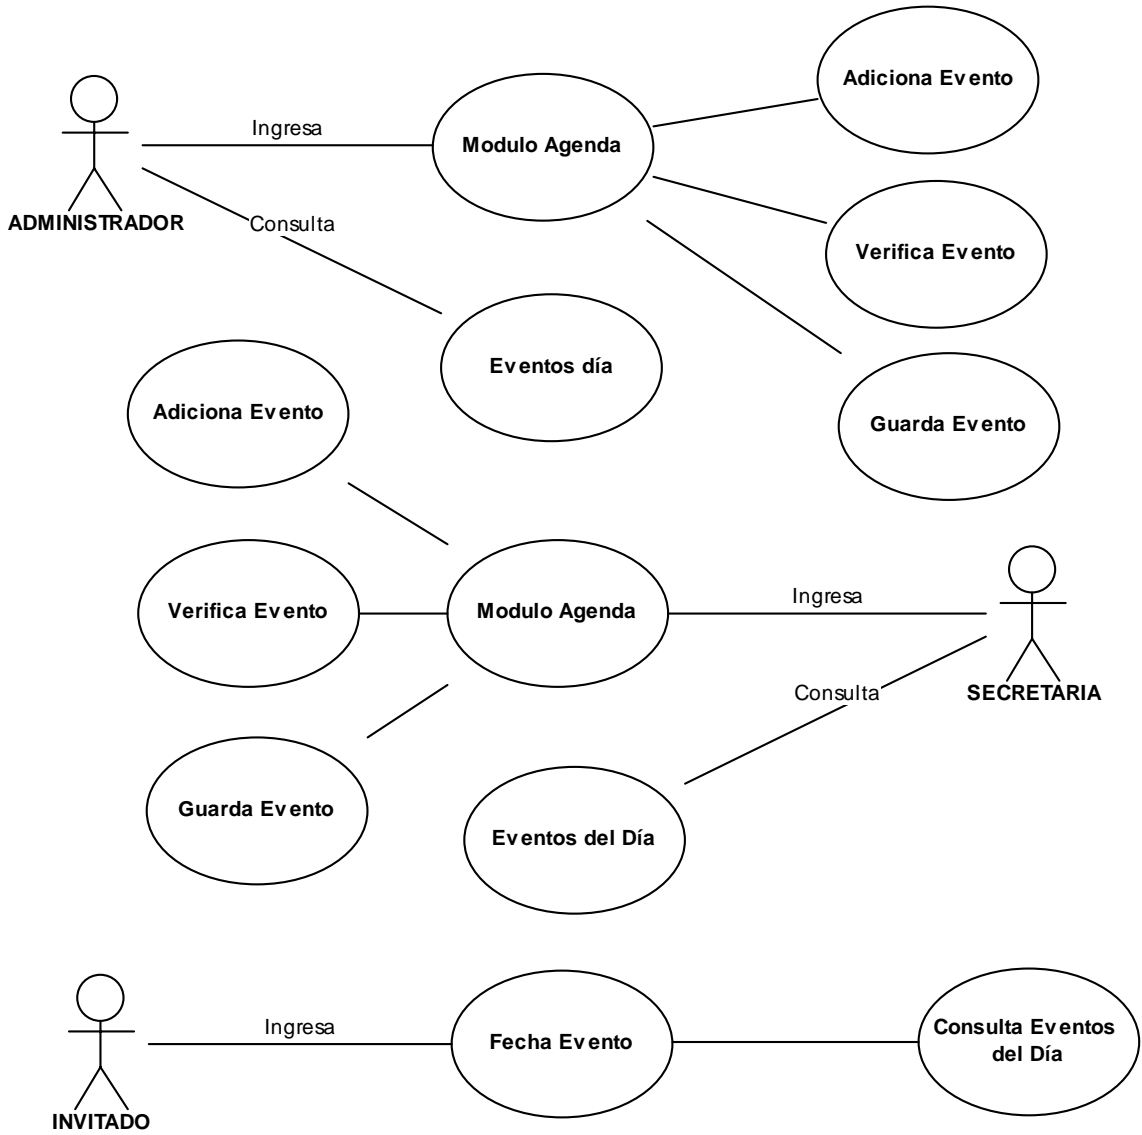 Adiciona Evento
Ingresa
Modulo Agenda
ADMINISTRADOR
Consulta
Verifica Evento
Eventos día
Adiciona Evento
Guarda Evento
Verifica Evento
Modulo Agenda
Ingresa
SECRETARIA
Consulta
Guarda Evento
Eventos del Día
Ingresa
Fecha Evento
Consulta Eventos
del Día
INVITADO